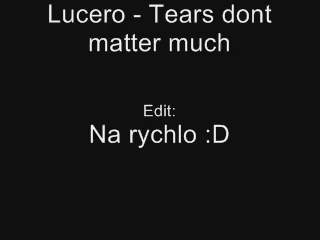 Lucero - Tears dont
matter much
Edit:
Na rychlo :D